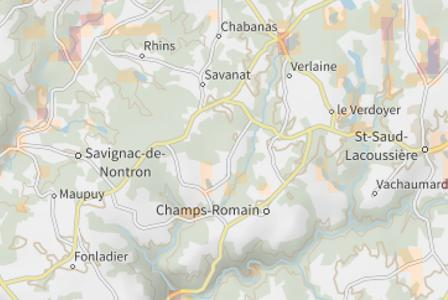 Chabanas
Rhins
Verlaine
Savanat
le Verdoyer
St-Saud-
Lacoussière
Savignac-de-
Nontron
Vachaumard
Maupuy
Champs-Romain
Fonladier